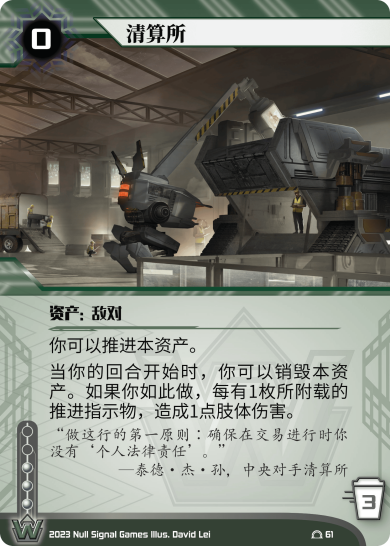 0
清算所
资产: 敌对
你可以推进本资产。
当你的回合开始时，你可以销毁本资
产。如果你如此做，每有1枚所附载的
推进指示物，造成1点肢体伤害。
“做这行的第一原则：确保在交易进行时你
没有‘个人法律责任’。”
—泰德·杰·孙，中央对手清算所
3
2023 Null Signal Games Illus. David Lei
61